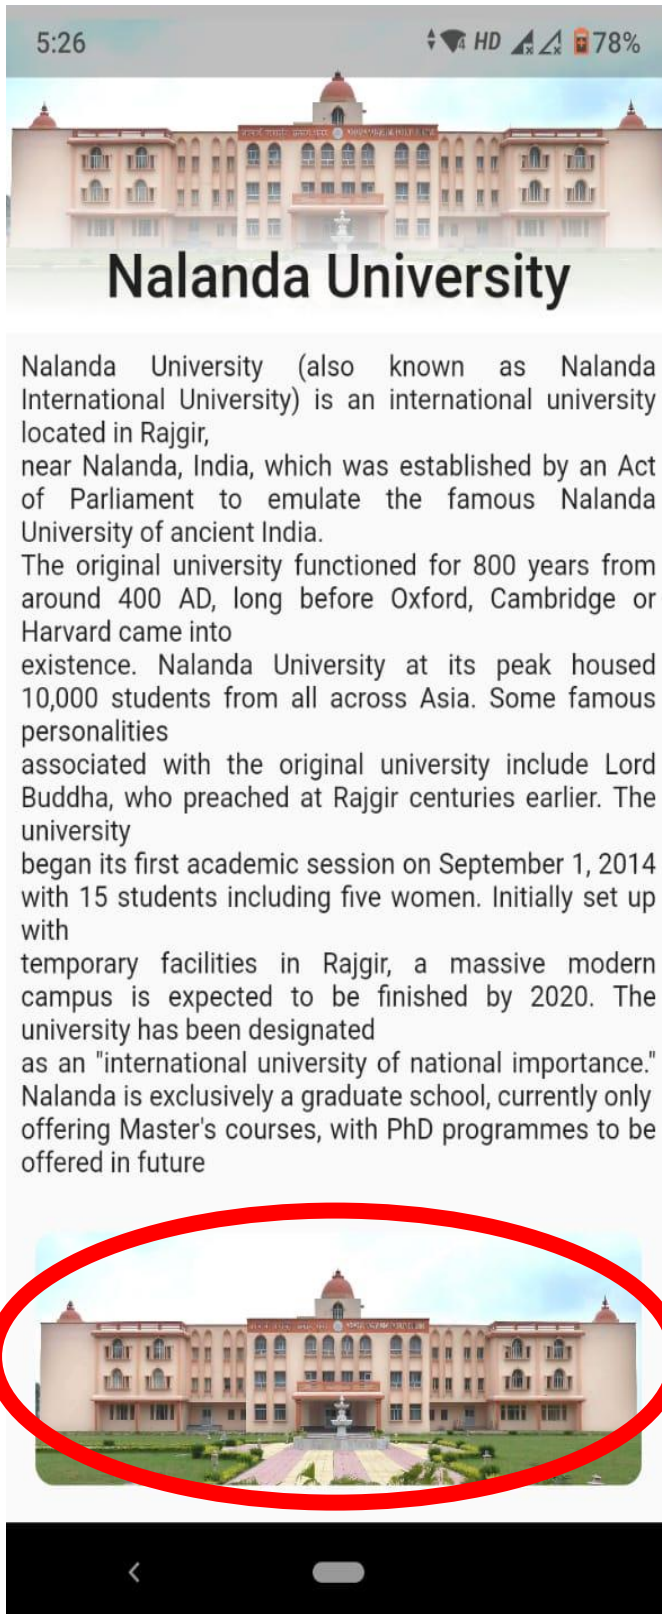 5:26
4 HD 78%
Nalanda University
Nalanda University (also known as Nalanda
International University) is an international university
located in Rajgir,
near Nalanda, India, which was established by an Act
of Parliament to emulate the famous Nalanda
University of ancient India.
The original university functioned for 800 years from
around 400 AD, long before Oxford, Cambridge or
Harvard came into
existence. Nalanda University at its peak housed
10,000 students from all across Asia. Some famous
personalities
associated with the original university include Lord
Buddha, who preached at Rajgir centuries earlier. The
university
began its first academic session on September 1, 2014
with 15 students including five women. Initially set up
with
temporary facilities in Rajgir, a massive modern
campus is expected to be finished by 2020. The
university has been designated
as an "international university of national importance."
Nalanda is exclusively a graduate school, currently only
offering Master's courses, with PhD programmes to be
offered in future